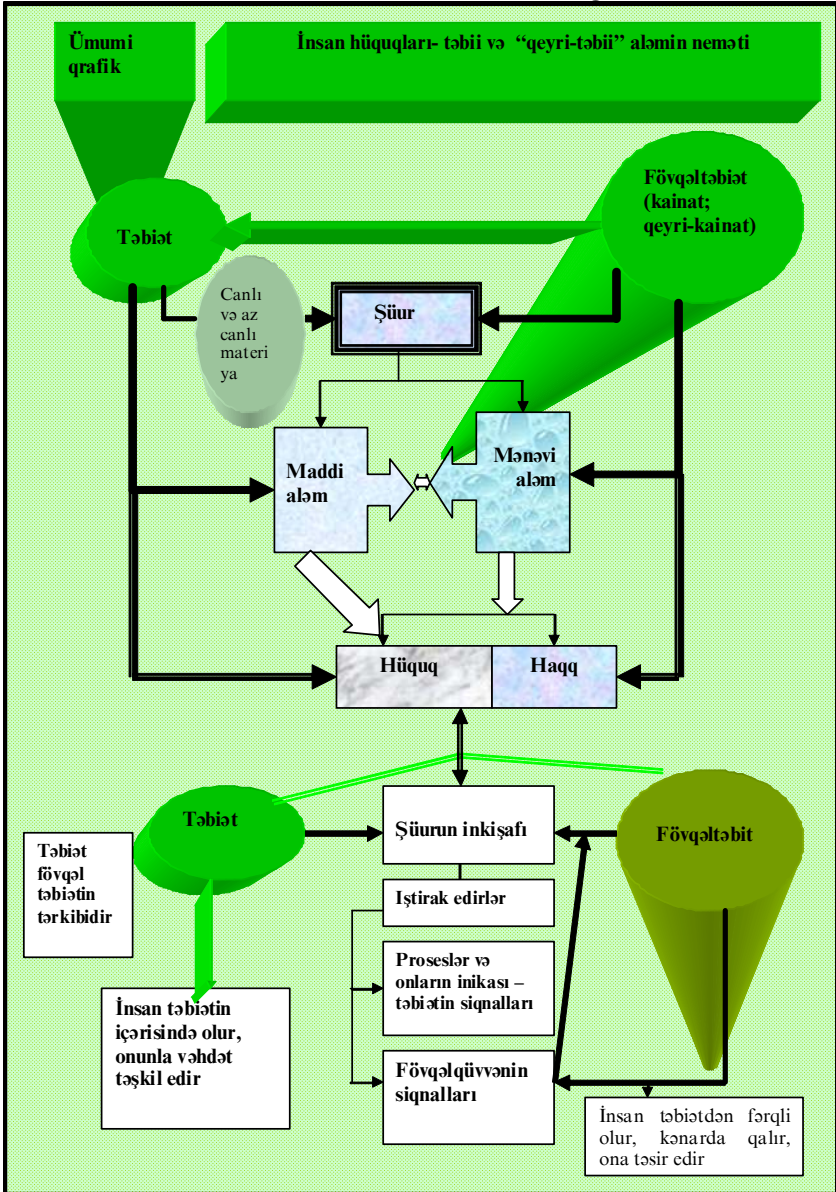 Ümumi
qrafik
İnsan hüquqları- təbii və “qeyri-təbii” aləmin neməti
Təbiət
Fövqəltəbiət
(kainat;
qeyri-kainat)
Canlı
və az
canlı
materi
ya
Şüur
Maddi
aləm
Mənəvi
aləm
Hüquq
Haqq
Təbiət
Şüurun inkişafı
Fövqəltəbit
Təbiət
fövqəl
təbiətin
tərkibidir
Iştirak edirlər
Proseslər və
onların inikası –
təbiətin siqnalları
İnsan təbiətin
içərisində olur,
onunla vəhdət
təşkil edir
Fövqəlqüvvənin
siqnalları
İnsan təbiətdən fərqli
olur, kənarda qalır,
ona təsir edir